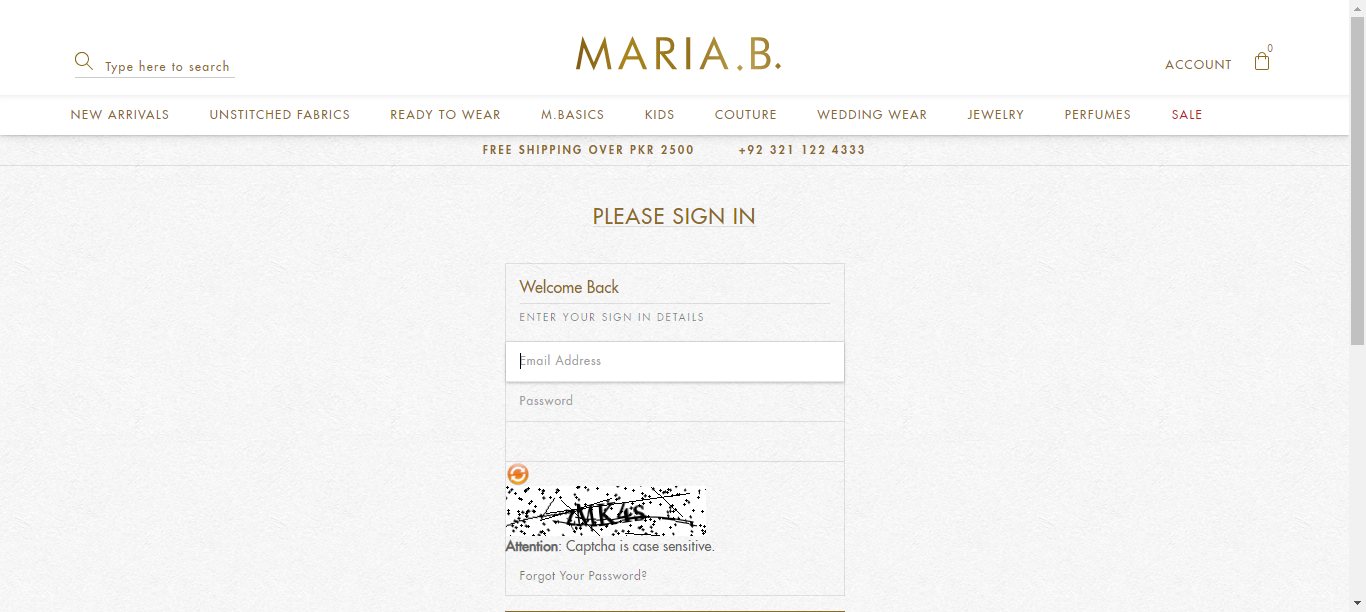 Type here to search
MARIA.B.
ACCOUNT
0
NEW ARRIVALS UNSTITCHED FABRICS READY TO WEAR M.BASICS KIDS COUTURE WEDDING WEAR JEWELRY PERFUMES SALE
FREE SHIPPING OVER PKR 2500 +92 321 122 4333
PLEASE SIGN IN
Welcome Back
ENTER YOUR SIGN IN DETAILS
Email Address
Password
Attention: Captcha is case sensitive.
Forgot Your Password?